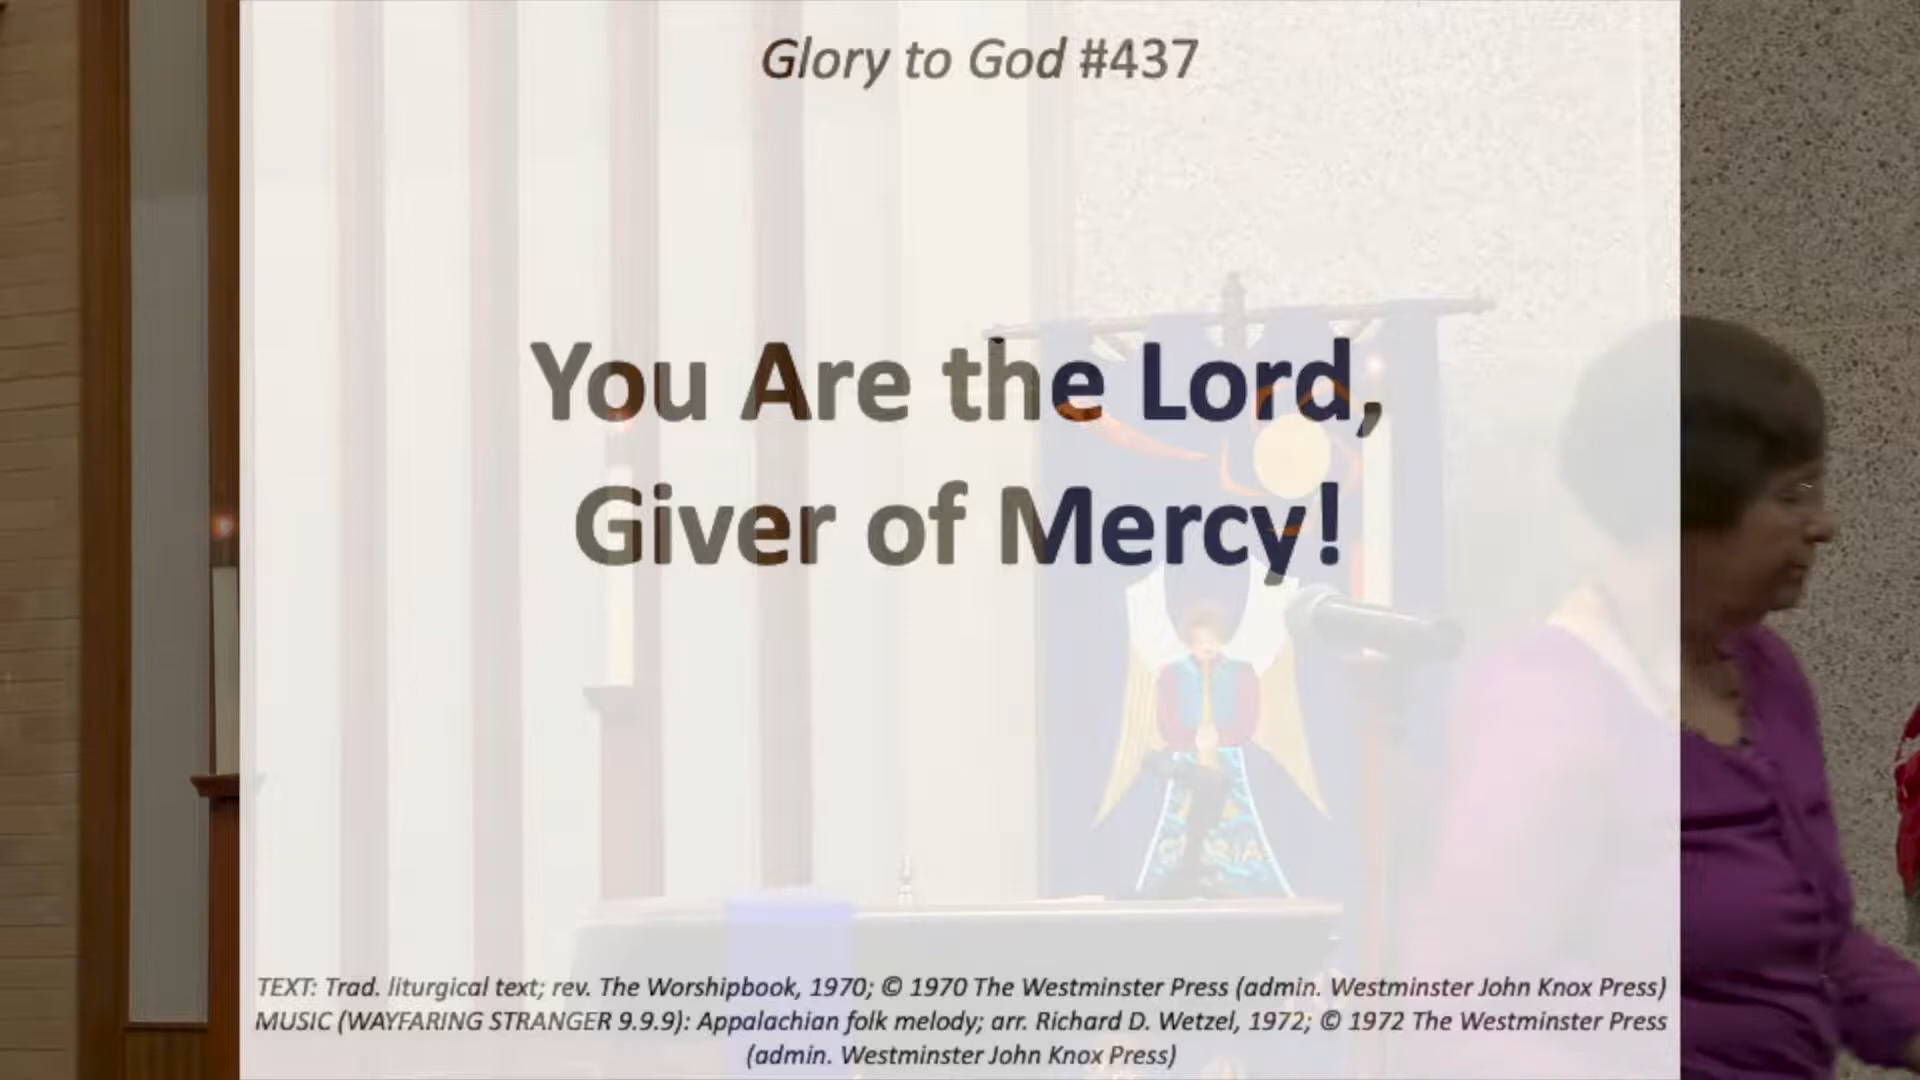 Glory to God #437
You Are the Lord,
Giver of Mercy!
TEXT: Trad. liturgical text; rev. The Worshipbook, 1970; © 1970 The Westminster Press (admin. Westminster John Knox Press)
MUSIC (WAYFARING STRANGER 9.9.9): Appalachian folk melody; arr. Richard D. Wetzel, 1972; © 1972 The Westminster Press
(admin. Westminster John Knox Press)